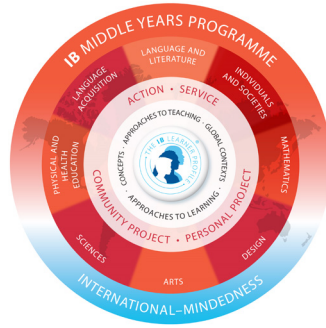 IB MIDDLE YEARS PROGRAMME
LANGUAGE AND
LITERATURE
LANGUAGE
ACQUISITION
INDIVIDUALS
AND SOCIETIES
PHYSICAL AND
HEALTH
EDUCATION
MATHEMATICS
SCIENCES
ARTS
DESIGN
ACTION • SERVICE
COMMUNITY PROJECT • PERSONAL PROJECT
CONCEPTS · APPROACHES TO TEACHING · GLOBAL CONTEXTS
· APPROACHES TO LEARNING ·
THE IB LEARNER PROFILE
INTERNATIONAL–MINDEDNESS